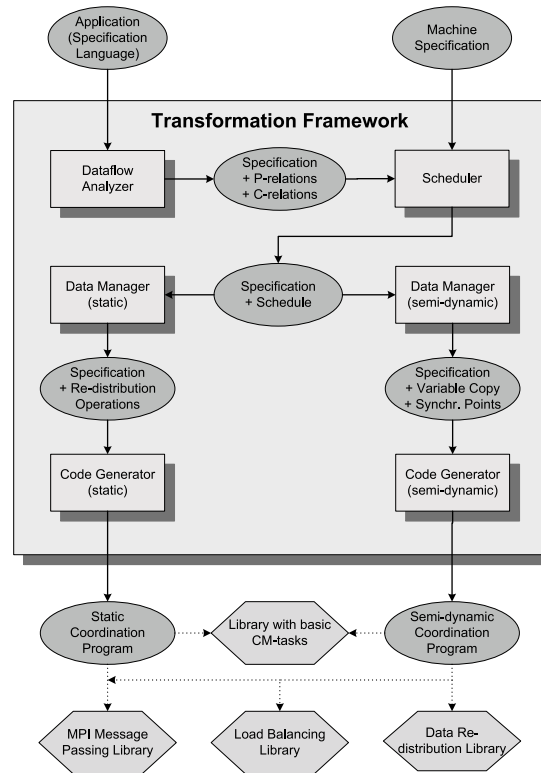 Application
(Specification
Language)
Machine
Specification
Transformation Framework
Dataflow
Analyzer
Specification
+ P-relations
+ C-relations
Scheduler
Data Manager
(static)
Specification
+ Schedule
Data Manager
(semi-dynamic)
Specification
+ Re-distribution
Operations
Specification
+ Variable Copy
+ Synchr. Points
Code Generator
(static)
Code Generator
(semi-dynamic)
Static
Coordination
Program
Library with basic
CM-tasks
Semi-dynamic
Coordination
Program
MPI Message
Passing Library
Load Balancing
Library
Data Re-
distribution Library